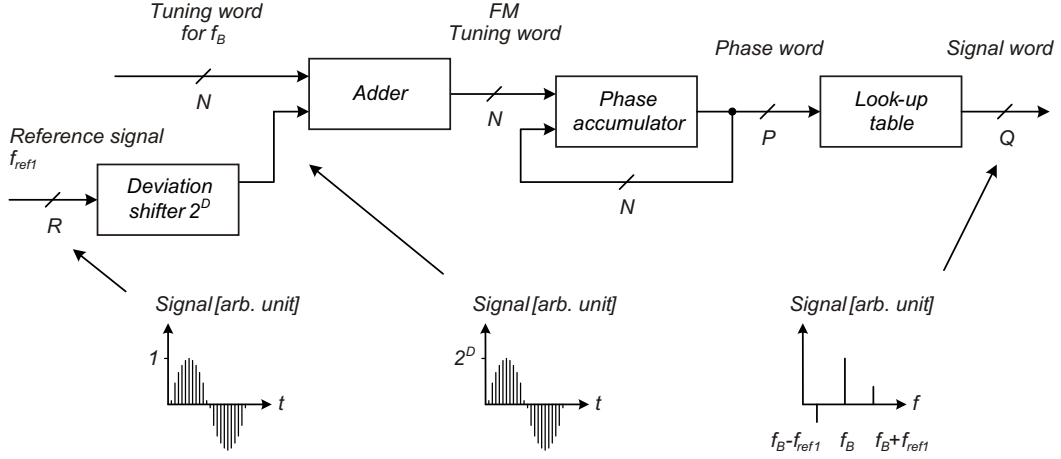 Tuning word
for f_B
FM
Tuning word
Phase word
Signal word
N
Adder
N
Phase
accumulator
P
Look-up
table
Q
Reference signal
f_ref1
R
Deviation
shifter 2^D
N
Signal [arb. unit]
1
t
Signal [arb. unit]
2^D
t
Signal [arb. unit]
f
f_B-f_ref1
f_B
f_B+f_ref1